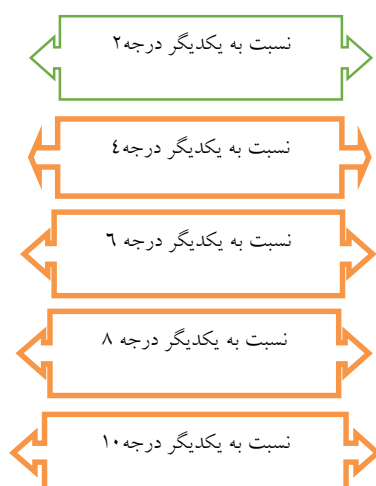 نسبت به یکدیگر درجه۲
نسبت به یکدیگر درجه٤
نسبت به یکدیگر درجه ٦
نسبت به یکدیگر درجه ۸
نسبت به یکدیگر درجه۱۰